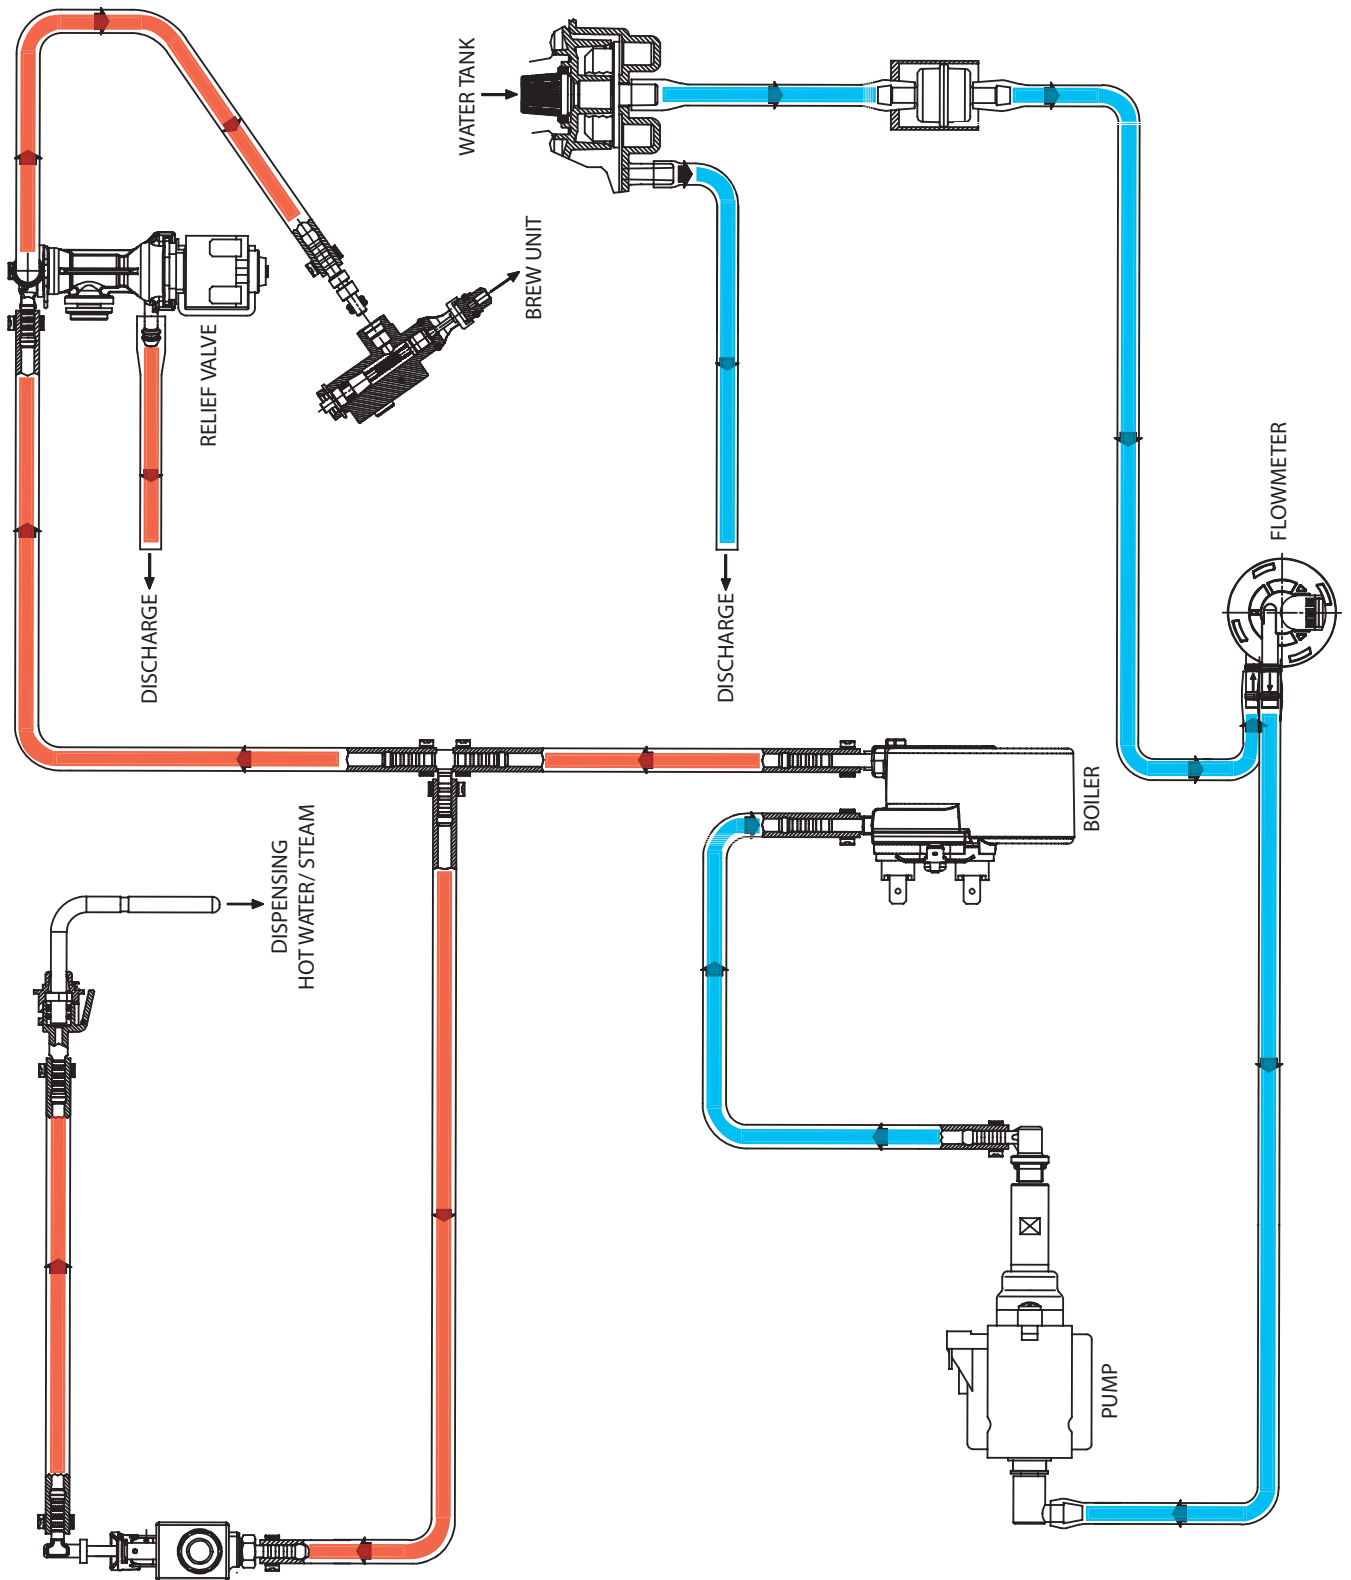 WATER TANK
BREW UNIT
RELIEF VALVE
DISCHARGE
DISCHARGE
FLOWMETER
BOILER
DISPENSING
HOT WATER/ STEAM
PUMP